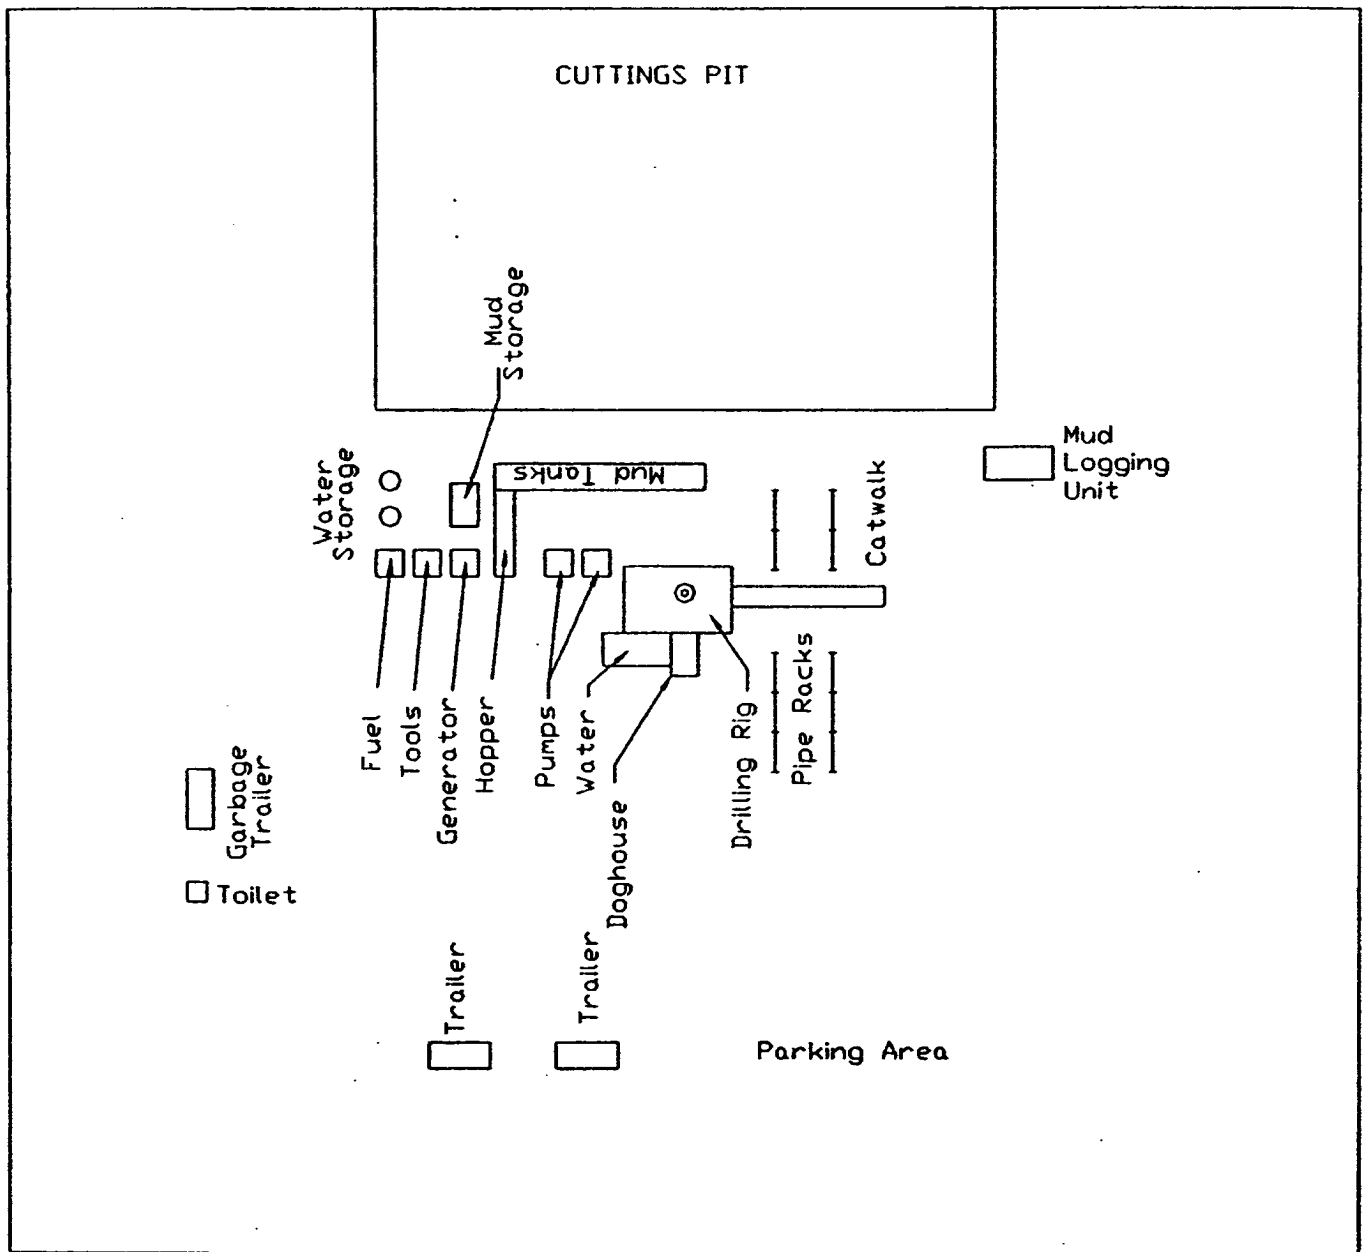 CUTTINGS PIT
Mud
Storage
Water
Storage
Mud Tanks
Catwalk
Mud
Logging
Unit
Fuel
Tools
Generator
Hopper
Pumps
Water
Doghouse
Drilling Rig
Pipe Racks
Garbage
Trailer
Toilet
Trailer
Trailer
Parking Area